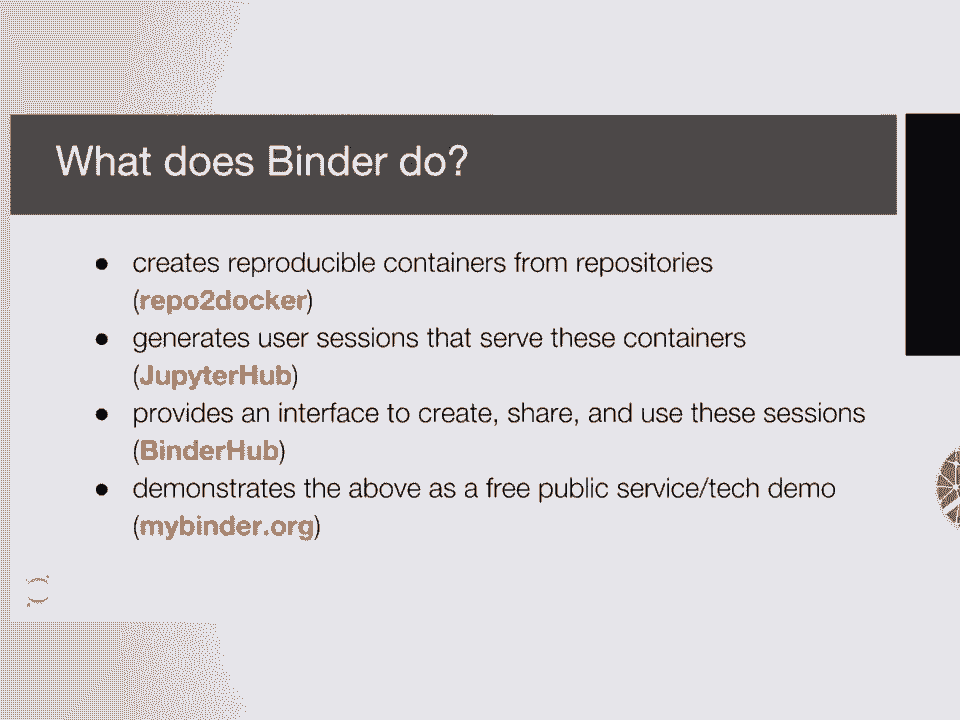 What does Binder do?
● creates reproducible containers from repositories
(repo2docker)
● generates user sessions that serve these containers
(JupyterHub)
● provides an interface to create, share, and use these sessions
(BinderHub)
● demonstrates the above as a free public service/tech demo
(mybinder.org)